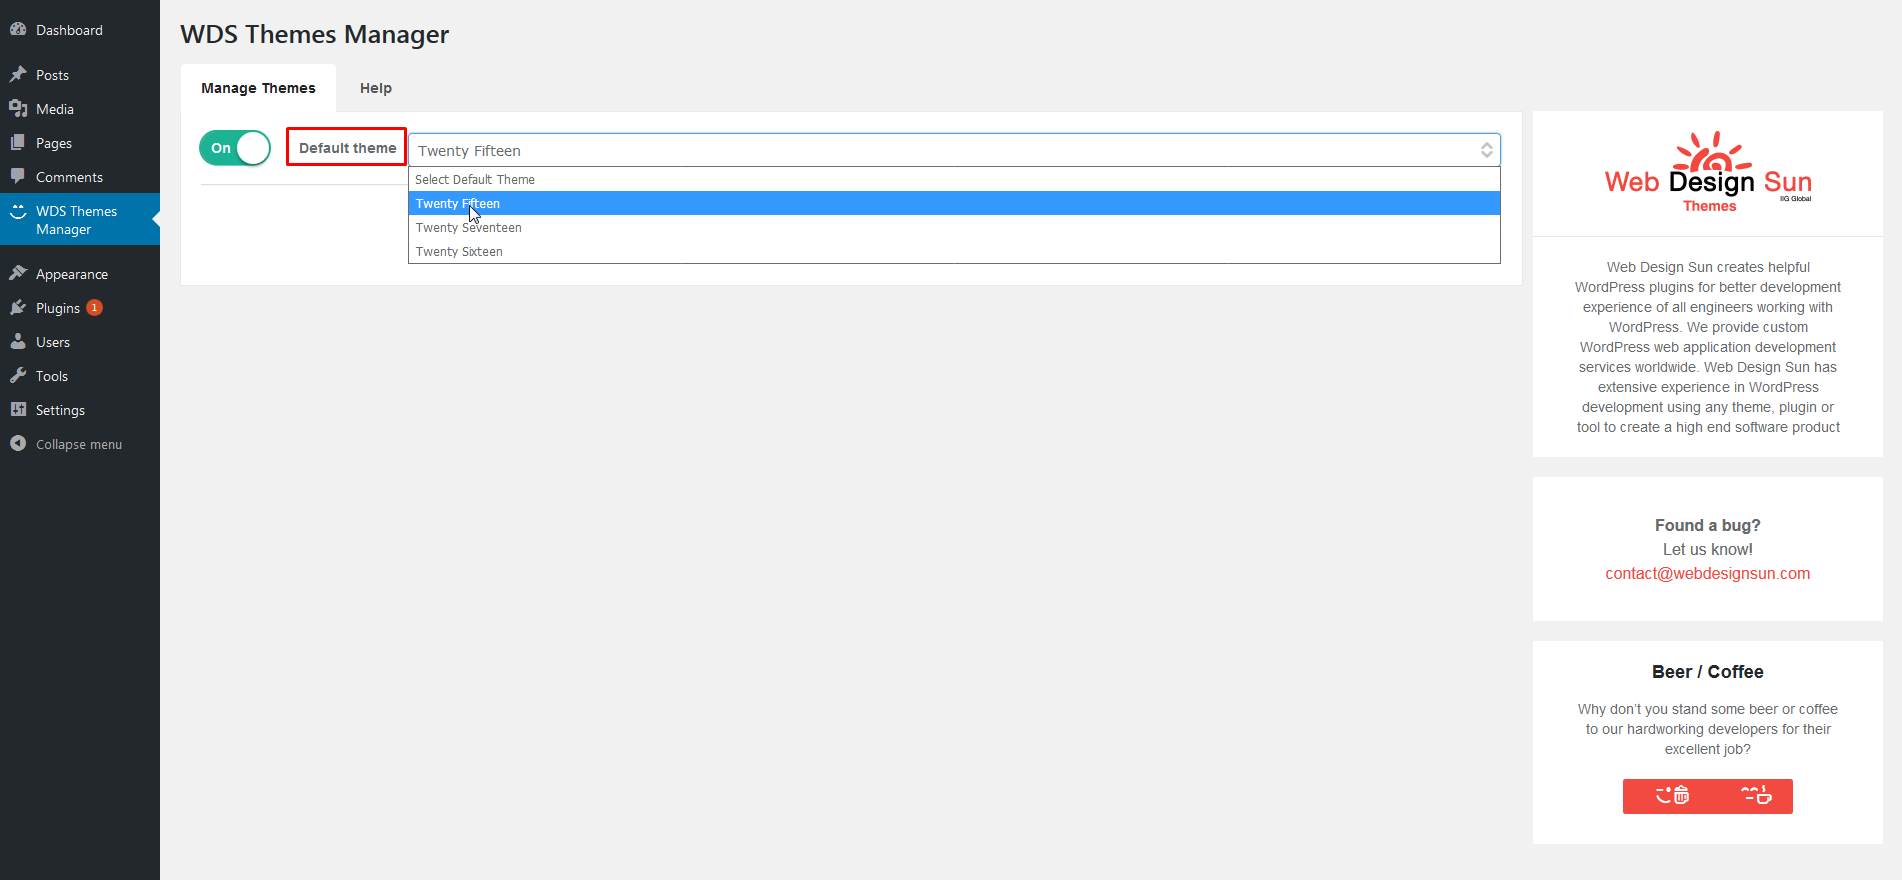 Dashboard
Posts
Media
Pages
Comments
WDS Themes
Manager
Appearance
Plugins 1
Users
Tools
Settings
Collapse menu
WDS Themes Manager
Manage Themes
Help
On
Default theme
Twenty Fifteen
Select Default Theme
Twenty Fifteen
Twenty Seventeen
Twenty Sixteen
Web Design Sun
IIG Global
Themes
Web Design Sun creates helpful
WordPress plugins for better development
experience of all engineers working with
WordPress. We provide custom
WordPress web application development
services worldwide. Web Design Sun has
extensive experience in WordPress
development using any theme, plugin or
tool to create a high end software product
Found a bug?
Let us know!
contact@webdesignsun.com
Beer / Coffee
Why don't you stand some beer or coffee
to our hardworking developers for their
excellent job?